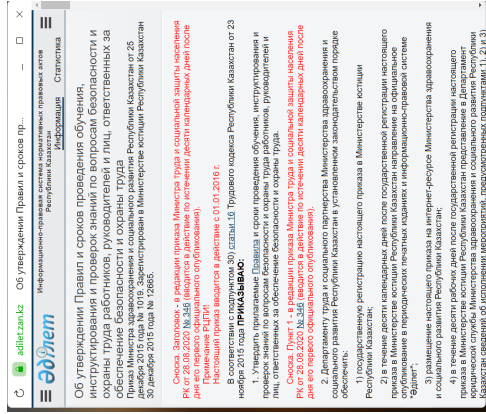 adilet.zan.kz Об утверждении Правил и сроков пр...
әділет
Информационно-правовая система нормативных правовых актов
Республики Казахстан
Информация Статистика
Об утверждении Правил и сроков проведения обучения,
инструктирования и проверок знаний по вопросам безопасности и
охраны труда работников, руководителей и лиц, ответственных за
обеспечение безопасности и охраны труда
Приказ Министра здравоохранения и социального развития Республики Казахстан от 25
декабря 2015 года № 1019. Зарегистрирован в Министерстве юстиции Республики Казахстан
30 декабря 2015 года № 12665.
Сноска. Заголовок - в редакции приказа Министра труда и социальной защиты населения
РК от 28.08.2020 № 346 (вводится в действие по истечении десяти календарных дней после
дня его первого официального опубликования).
Примечание РЦПИ!
Настоящий приказ вводится в действие с 01.01.2016 г.
В соответствии с подпунктом 30) статьи 16 Трудового кодекса Республики Казахстан от 23
ноября 2015 года ПРИКАЗЫВАЮ:
1. Утвердить прилагаемые Правила и сроки проведения обучения, инструктирования и
проверок знаний по вопросам безопасности и охраны труда работников, руководителей и
лиц, ответственных за обеспечение безопасности и охраны труда.
Сноска. Пункт 1 - в редакции приказа Министра труда и социальной защиты населения
РК от 28.08.2020 № 346 (вводится в действие по истечении десяти календарных дней после
дня его первого официального опубликования).
2. Департаменту труда и социального партнерства Министерства здравоохранения и
социального развития Республики Казахстан в установленном законодательством порядке
обеспечить:
1) государственную регистрацию настоящего приказа в Министерстве юстиции
Республики Казахстан;
2) в течение десяти календарных дней после государственной регистрации настоящего
приказа в Министерстве юстиции Республики Казахстан направление на официальное
опубликование в периодических печатных изданиях и информационно-правовой системе
"Әділет";
3) размещение настоящего приказа на интернет-ресурсе Министерства здравоохранения
и социального развития Республики Казахстан;
4) в течение десяти рабочих дней после государственной регистрации настоящего
приказа в Министерстве юстиции Республики Казахстан представление в Департамент
юридической службы Министерства здравоохранения и социального развития Республики
Казахстан сведений об исполнении мероприятий, предусмотренных подпунктами 1), 2) и 3)